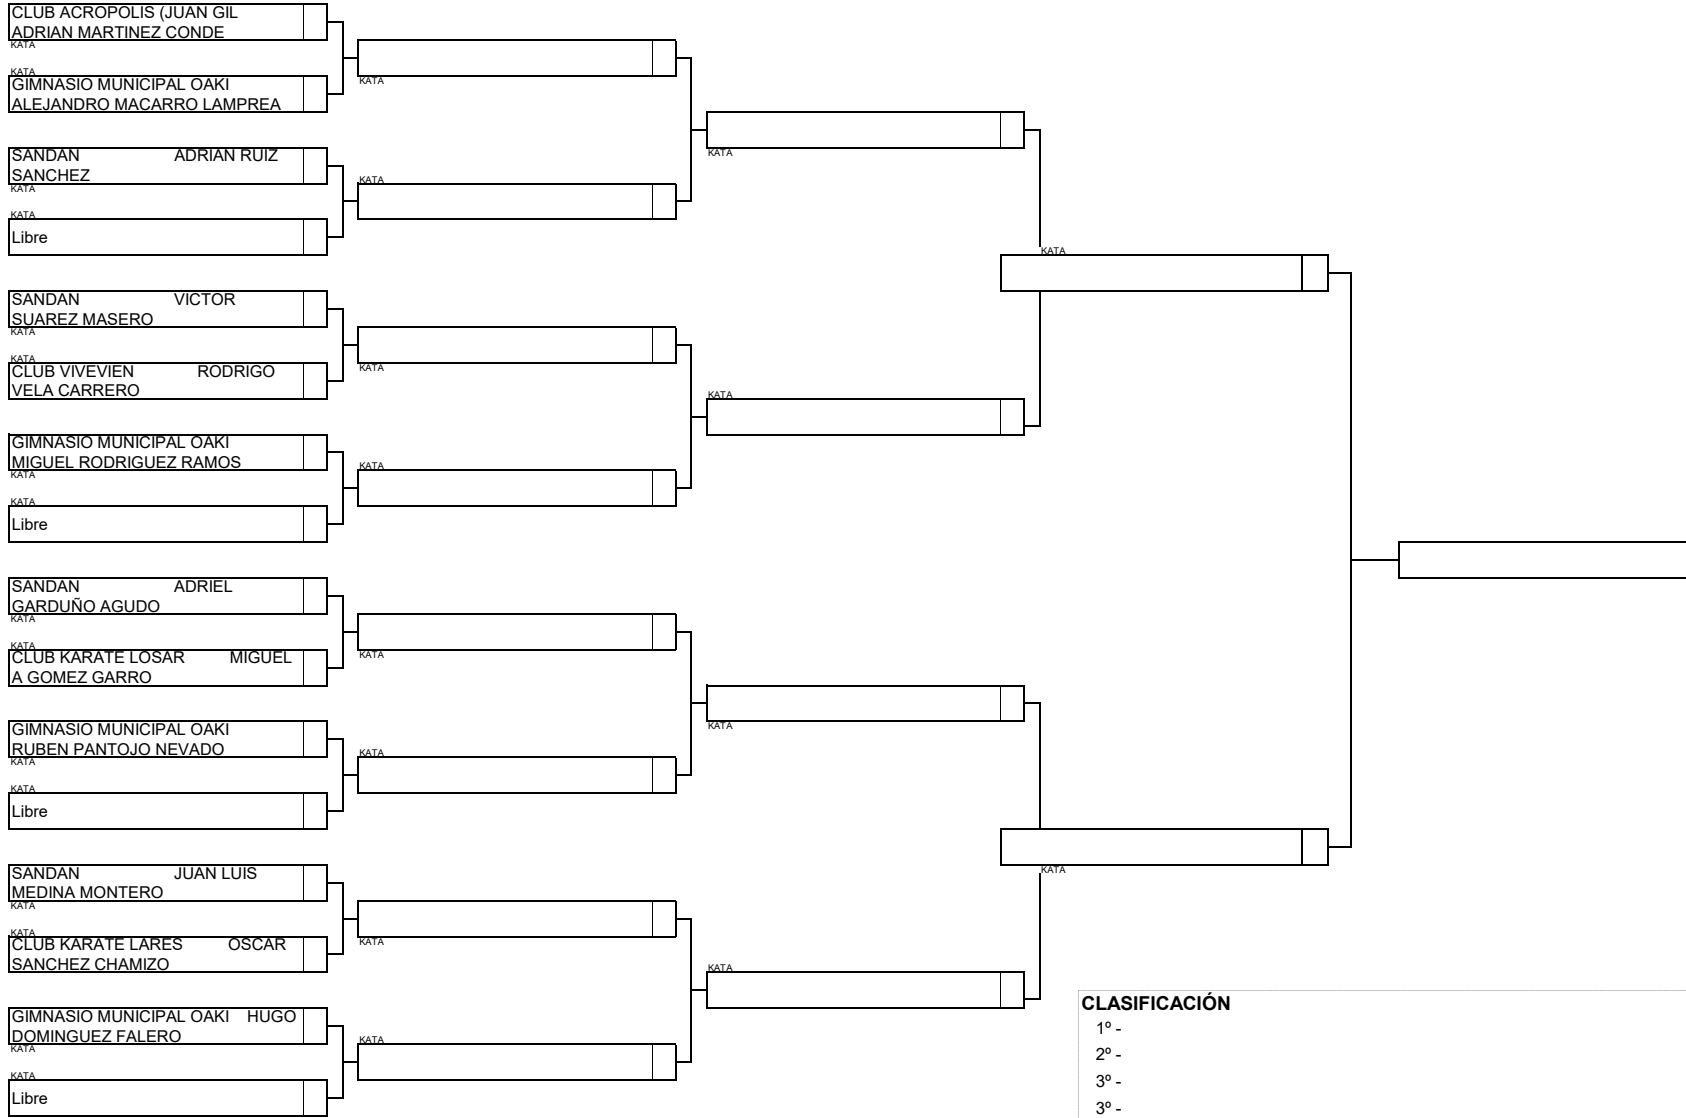 CLUB ACROPOLIS (JUAN GIL
ADRIAN MARTINEZ CONDE
KATA
KATA
GIMNASIO MUNICIPAL OAKI
ALEJANDRO MACARRO LAMPREA
SANDAN ADRIAN RUIZ
SANCHEZ
KATA
KATA
Libre
SANDAN VICTOR
SUAREZ MASERO
KATA
KATA
CLUB VIVEVIEN RODRIGO
VELA CARRERO
GIMNASIO MUNICIPAL OAKI
MIGUEL RODRIGUEZ RAMOS
KATA
KATA
Libre
SANDAN ADRIEL
GARDUÑO AGUDO
KATA
KATA
CLUB KARATE LOSAR MIGUEL
A GOMEZ GARRO
GIMNASIO MUNICIPAL OAKI
RUBEN PANTOJO NEVADO
KATA
KATA
Libre
SANDAN JUAN LUIS
MEDINA MONTERO
KATA
KATA
CLUB KARATE LARES OSCAR
SANCHEZ CHAMIZO
GIMNASIO MUNICIPAL OAKI HUGO
DOMINGUEZ FALERO
KATA
KATA
Libre
KATA
KATA
KATA
KATA
KATA
KATA
KATA
KATA
KATA
KATA
KATA
KATA
KATA
KATA
CLASIFICACIÓN
1º -
2º -
3º -
3º -